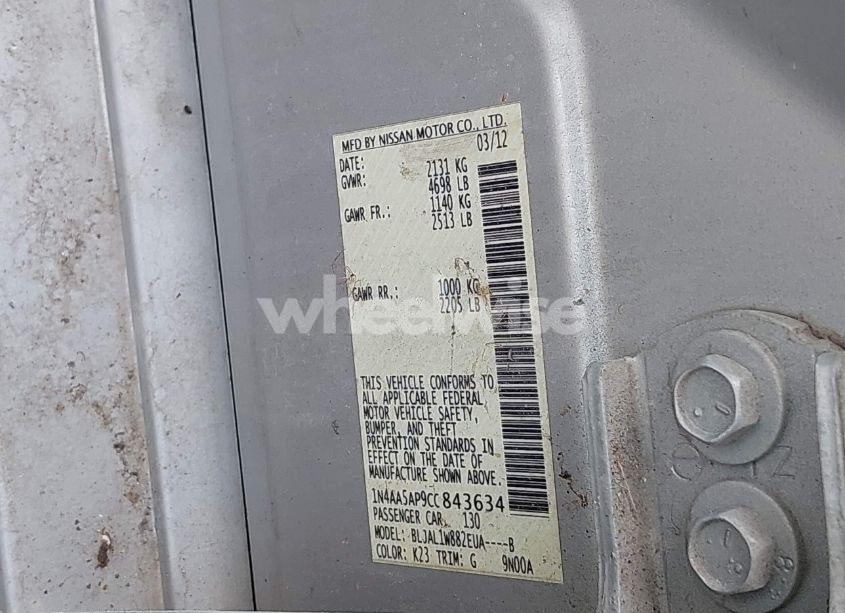 MFD BY NISSAN MOTOR CO., LTD.
DATE: 03/12
GVWR: 2131 KG
4698 LB
GAWR FR.: 1140 KG
2513 LB
GAWR RR.: 1000 KG
2205 LB
wheelwise
THIS VEHICLE CONFORMS TO
ALL APPLICABLE FEDERAL
MOTOR VEHICLE SAFETY,
BUMPER, AND THEFT
PREVENTION STANDARDS IN
EFFECT ON THE DATE OF
MANUFACTURE SHOWN ABOVE.
1N4AA5AP9CC843634
PASSENGER CAR 130
MODEL: BLJAL1W882EUA----B
COLOR: K23 TRIM: G 9N00A